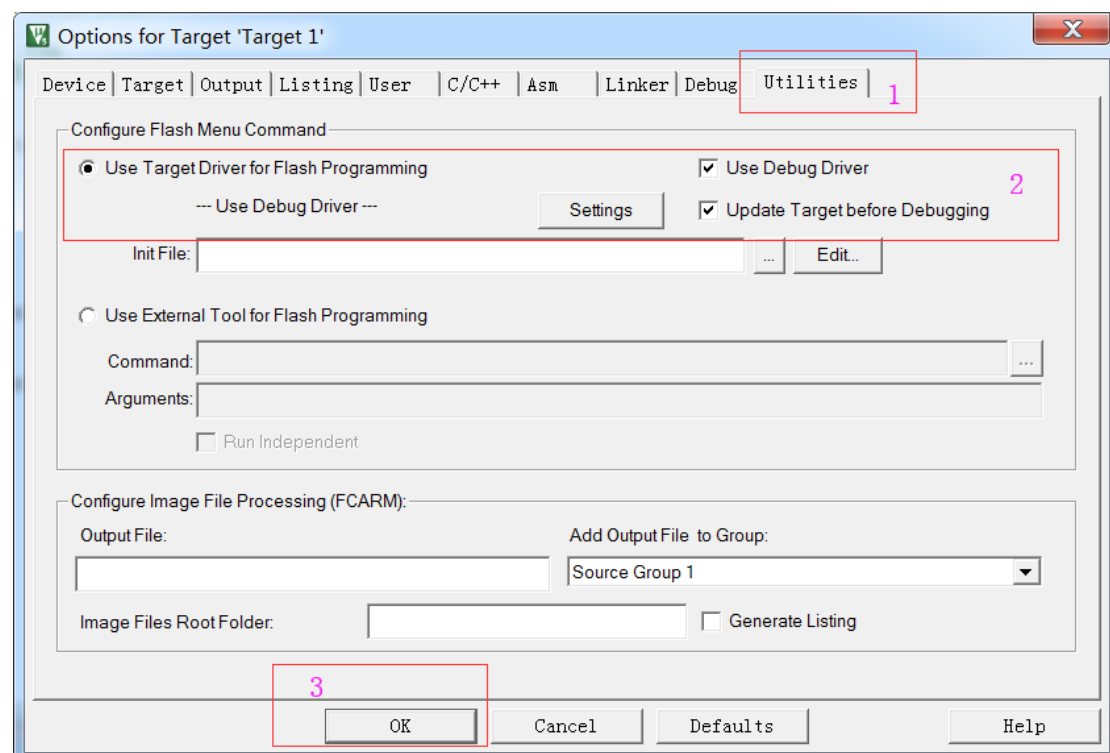 Options for Target 'Target 1'
Device Target Output Listing User C/C++ Asm Linker Debug Utilities
1
Configure Flash Menu Command
Use Target Driver for Flash Programming Use Debug Driver
2
--- Use Debug Driver --- Settings Update Target before Debugging
Init File: ... Edit...
Use External Tool for Flash Programming
Command: ...
Arguments:
Run Independent
Configure Image File Processing (FCARM):
Output File: Add Output File to Group:
Source Group 1
Image Files Root Folder: Generate Listing
3
OK Cancel Defaults Help